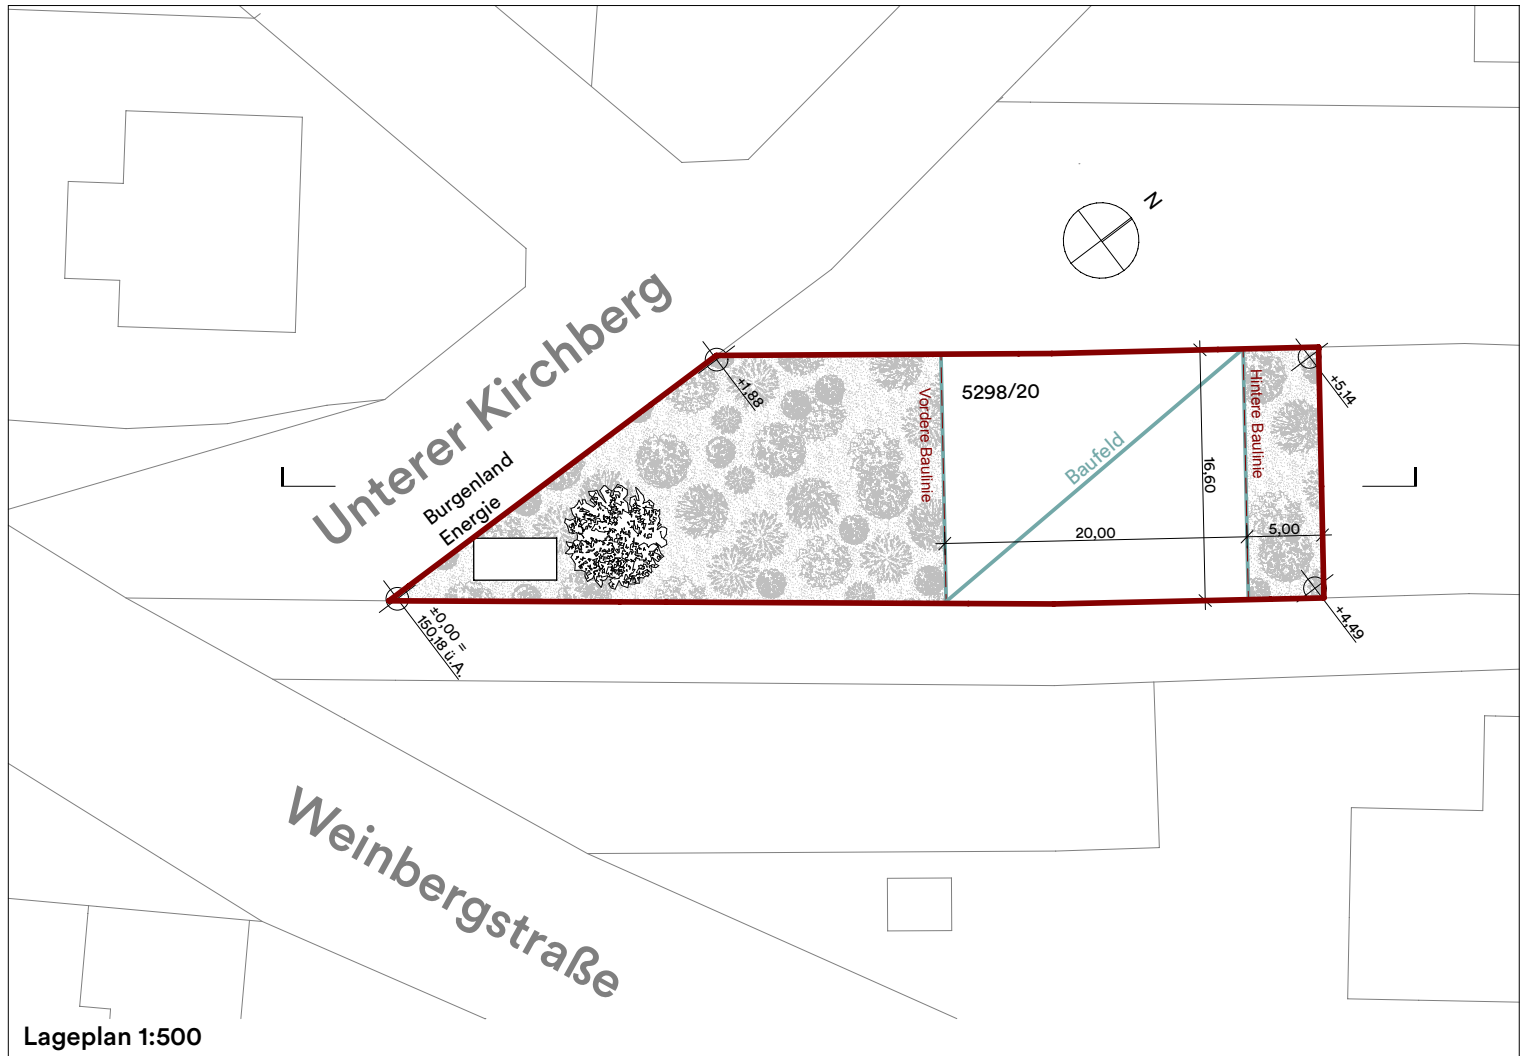 N
Unterer Kirchberg
Burgenland
Energie
+1,88
Vordere Baulinie
5298/20
Baufeld
16,60
Hintere Baulinie
+5,14
20,00
5,00
±0,00 =
150,18 ü.A.
+4,49
Weinbergstraße
Lageplan 1:500